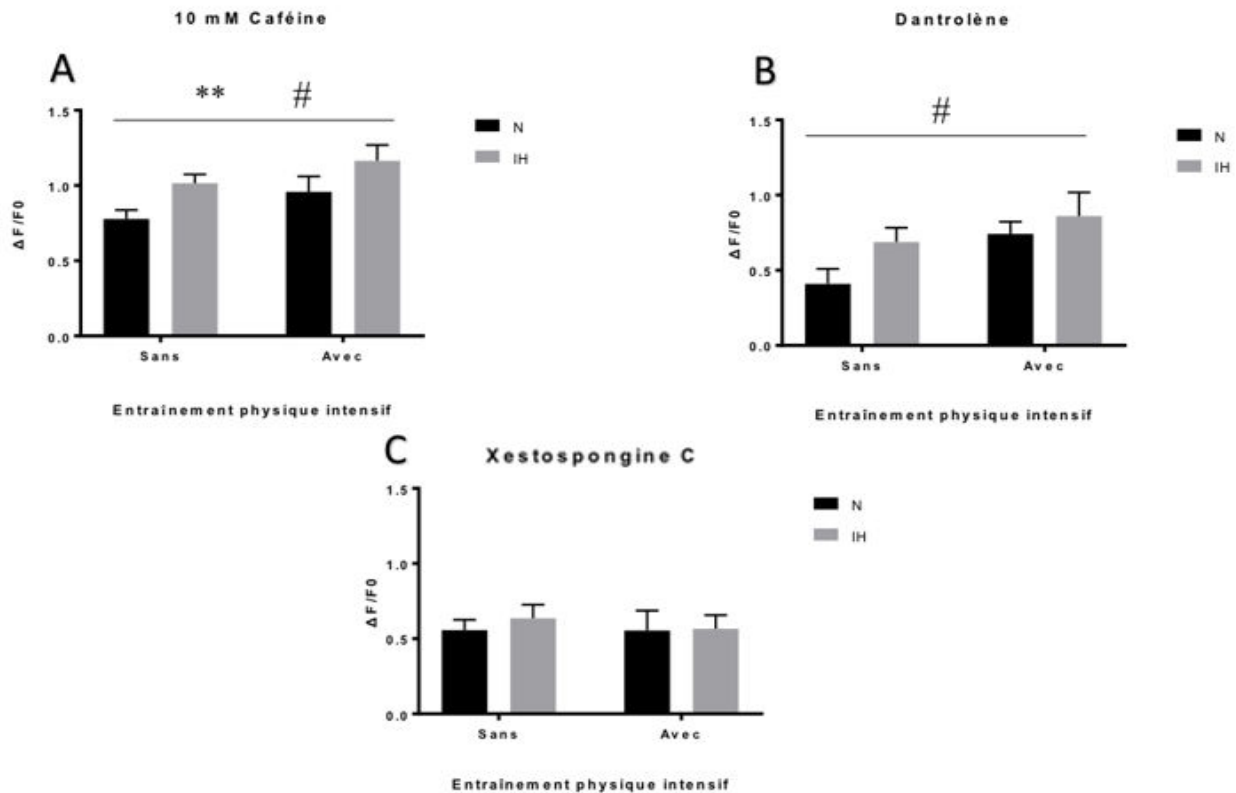 10 mM Caféine
A
** #
1.5
1.0
0.5
0.0
ΔF/F0
Sans Avec
Entraînement physique intensif
N
IH
Dantrolène
B
#
1.5
1.0
0.5
0.0
ΔF/F0
Sans Avec
Entraînement physique intensif
N
IH
C
Xestospongine C
1.5
1.0
0.5
0.0
ΔF/F0
Sans Avec
Entraînement physique intensif
N
IH